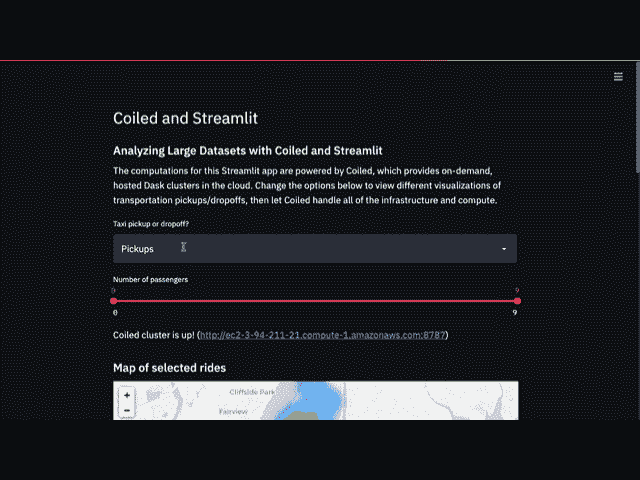 Coiled and Streamlit
Analyzing Large Datasets with Coiled and Streamlit
The computations for this Streamlit app are powered by Coiled, which provides on-demand,
hosted Dask clusters in the cloud. Change the options below to view different visualizations of
transportation pickups/dropoffs, then let Coiled handle all of the infrastructure and compute.
Taxi pickup or dropoff?
Pickups
Number of passengers
0 9
0 9
Coiled cluster is up! (http://ec2-3-94-211-21.compute-1.amazonaws.com:8787)
Map of selected rides
+
Cliffside Park
−
Fairview